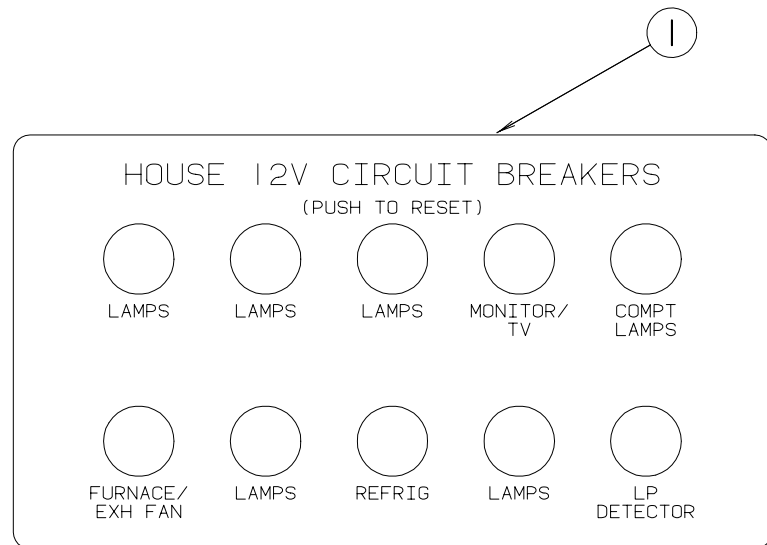 1
HOUSE 12V CIRCUIT BREAKERS
(PUSH TO RESET)
LAMPS LAMPS LAMPS MONITOR/ TV COMPT LAMPS
FURNACE/ EXH FAN LAMPS REFRIG LAMPS LP DETECTOR